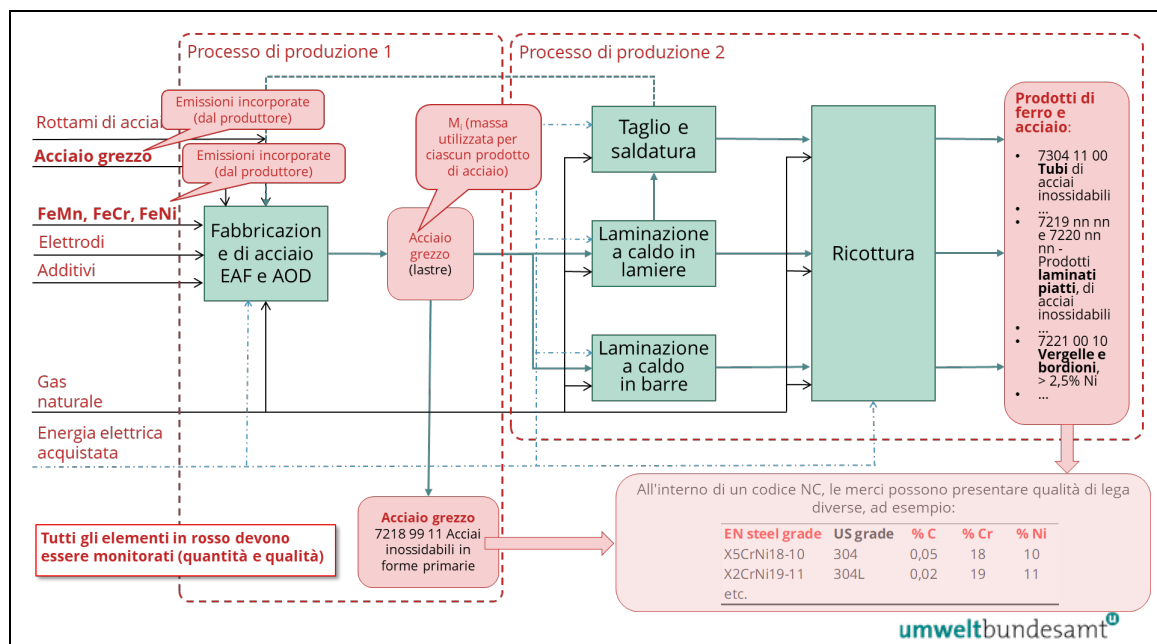 Processo di produzione 1
Processo di produzione 2
Emissioni incorporate
(dal produttore)
Rottami di acciai
Acciaio grezzo
Emissioni incorporate
(dal produttore)
FeMn, FeCr, FeNi
Elettrodi
Additivi
Fabbricazion
e di acciaio
EAF e AOD
Mi (massa
utilizzata per
ciascun prodotto
di acciaio)
Acciaio
grezzo
(lastre)
Taglio e
saldatura
Laminazione
a caldo in
lamiere
Laminazione
a caldo
in barre
Ricottura
Prodotti di
ferro e
acciaio:
• 7304 11 00
Tubi di
acciai
inossidabili
• ...
• 7219 nn nn
e 7220 nn
nn -
Prodotti
laminati
piatti, di
acciai
inossidabili
• ...
• 7221 00 10
Vergelle e
bordioni,
> 2,5% Ni
• ...
Gas
naturale
Energia elettrica
acquistata
Tutti gli elementi in rosso devono
essere monitorati (quantità e qualità)
Acciaio grezzo
7218 99 11 Acciai
inossidabili in
forme primarie
All'interno di un codice NC, le merci possono presentare qualità di lega
diverse, ad esempio:
EN steel grade US grade % C % Cr % Ni
X5CrNi18-10 304 0,05 18 10
X2CrNi19-11 304L 0,02 19 11
etc.
umweltbundesamt u